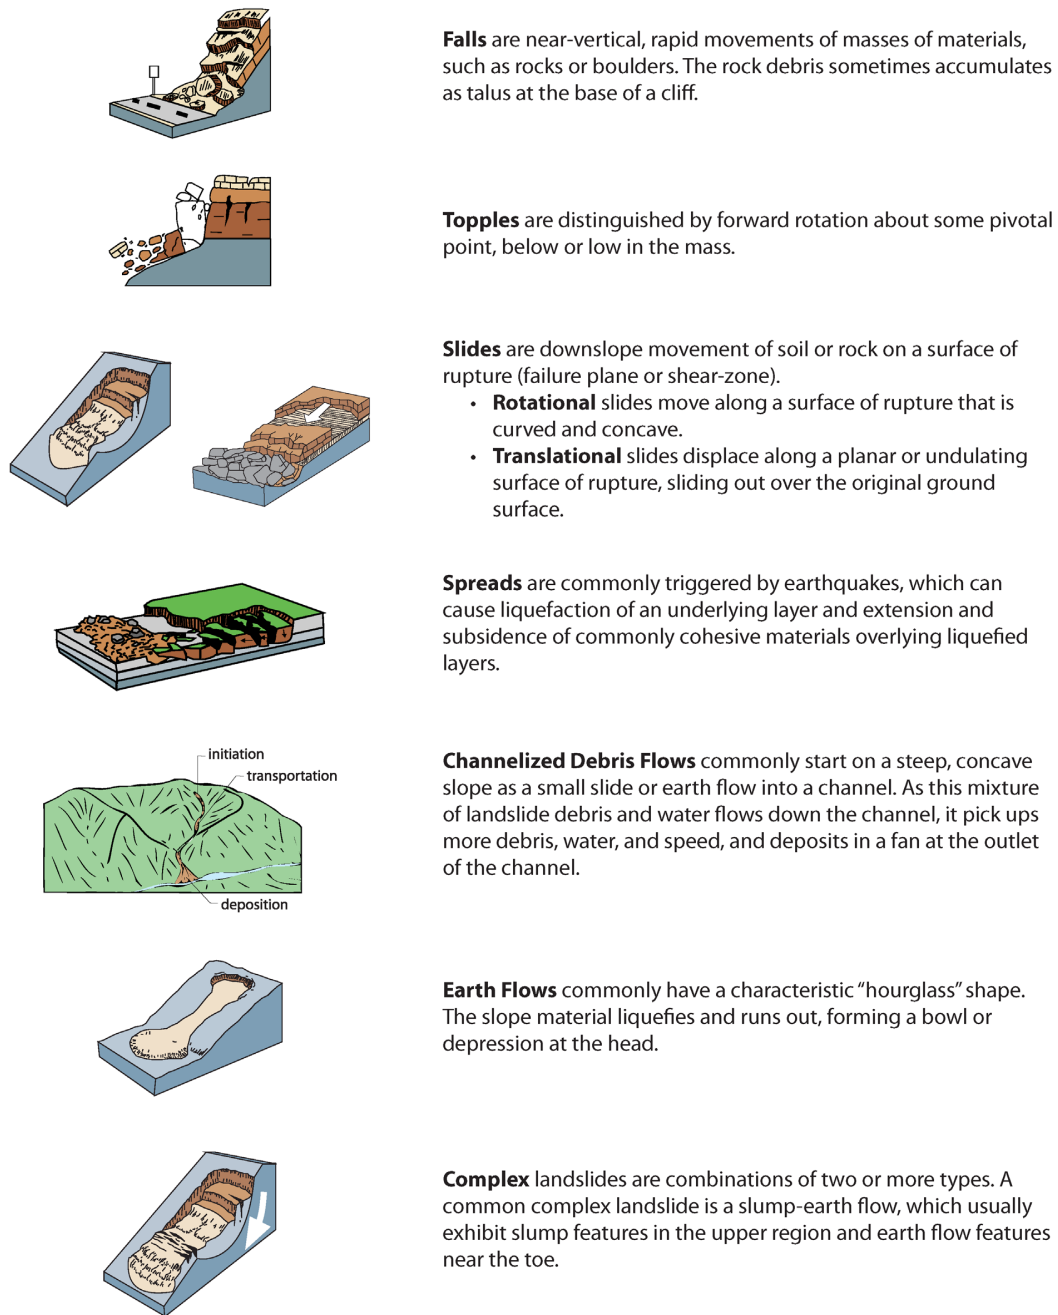 Falls are near-vertical, rapid movements of masses of materials,
such as rocks or boulders. The rock debris sometimes accumulates
as talus at the base of a cliff.
Topples are distinguished by forward rotation about some pivotal
point, below or low in the mass.
Slides are downslope movement of soil or rock on a surface of
rupture (failure plane or shear-zone).
• Rotational slides move along a surface of rupture that is
curved and concave.
• Translational slides displace along a planar or undulating
surface of rupture, sliding out over the original ground
surface.
Spreads are commonly triggered by earthquakes, which can
cause liquefaction of an underlying layer and extension and
subsidence of commonly cohesive materials overlying liquefied
layers.
initiation
transportation
deposition
Channelized Debris Flows commonly start on a steep, concave
slope as a small slide or earth flow into a channel. As this mixture
of landslide debris and water flows down the channel, it pick ups
more debris, water, and speed, and deposits in a fan at the outlet
of the channel.
Earth Flows commonly have a characteristic “hourglass” shape.
The slope material liquefies and runs out, forming a bowl or
depression at the head.
Complex landslides are combinations of two or more types. A
common complex landslide is a slump-earth flow, which usually
exhibit slump features in the upper region and earth flow features
near the toe.